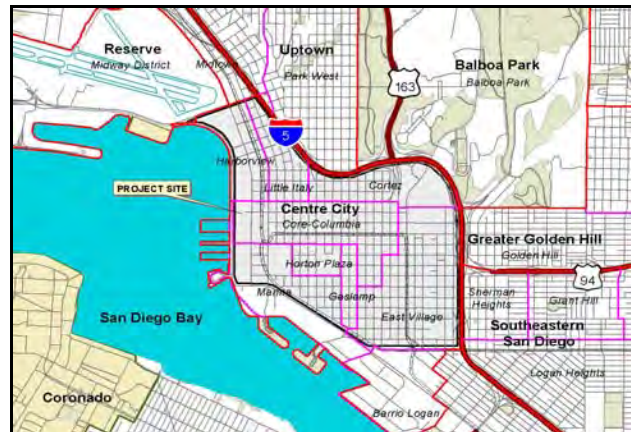 Reserve
Midway District
Midtown
Uptown
Park West
Balboa Park
Balboa Park
163
5
Harborview
PROJECT SITE
Little Italy
Cortez
Centre City
Core-Columbia
Greater Golden Hill
Golden Hill
94
Horton Plaza
Marina
Gaslamp
East Village
Sherman
Heights
Grant Hill
San Diego Bay
Southeastern
San Diego
Logan Heights
Coronado
Barrio Logan